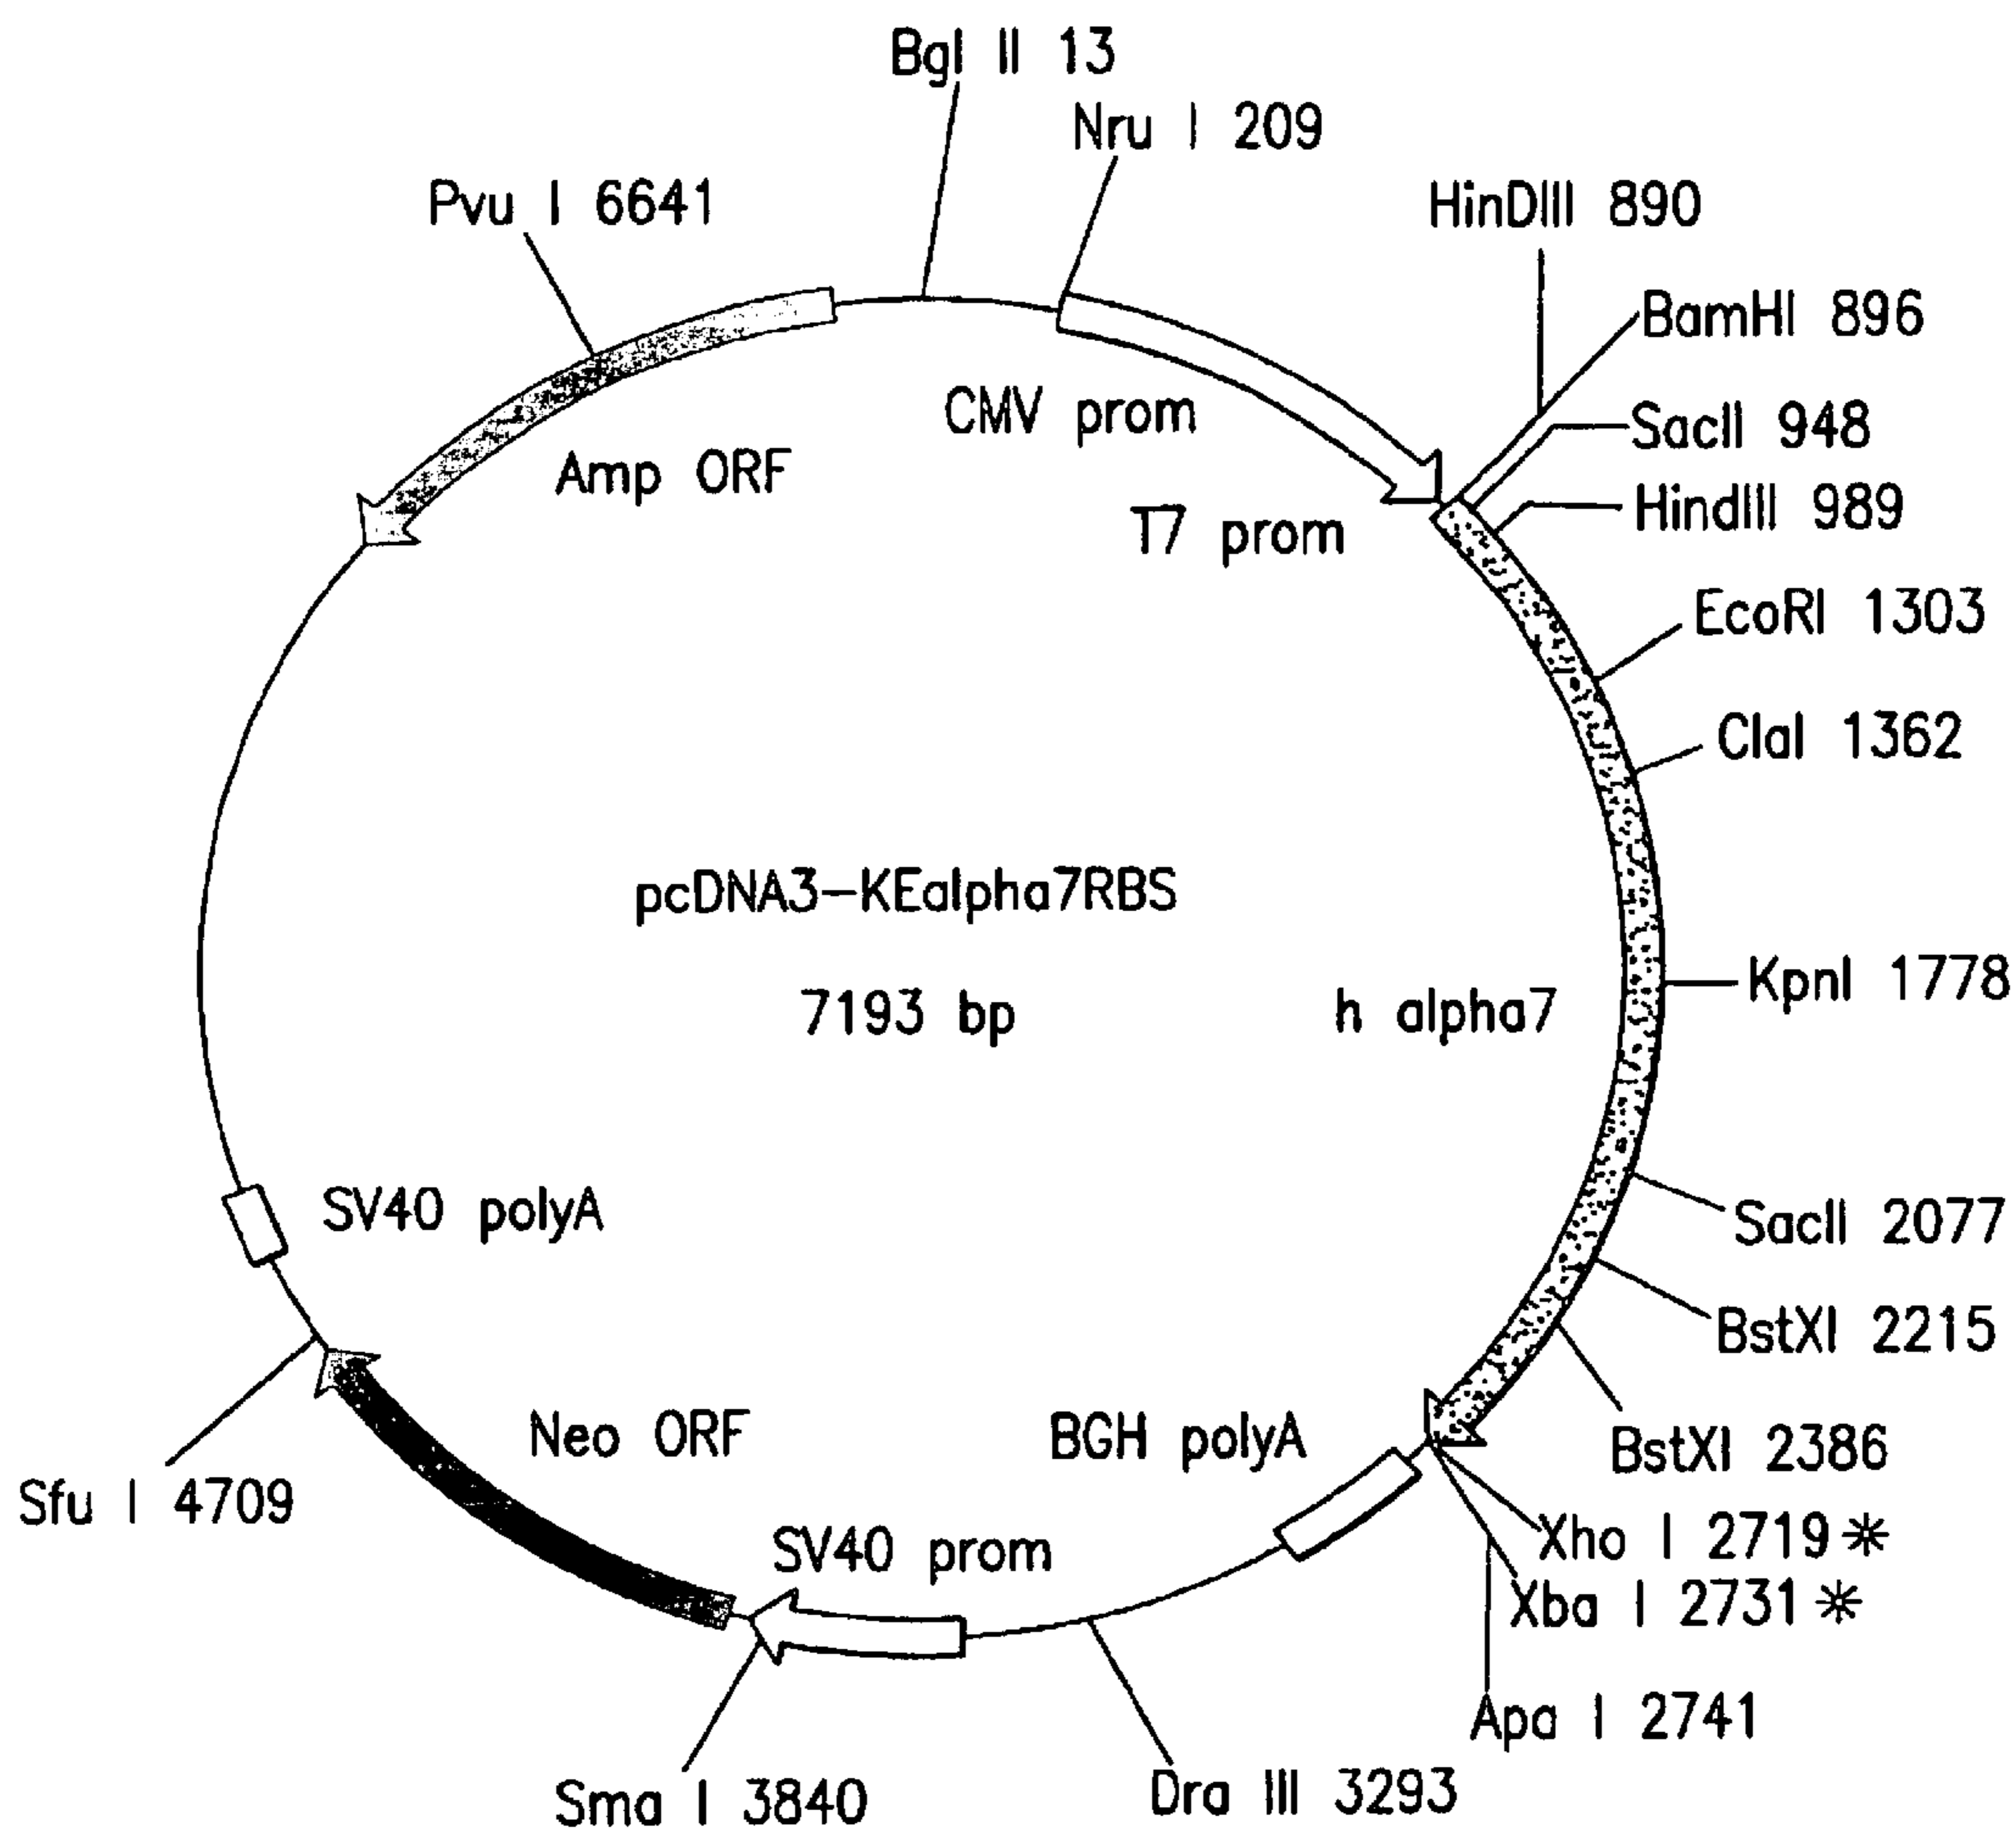 Bgl II 13
Nru I 209
Pvu I 6641
HinDIII 890
BamHI 896
CMV prom
SacII 948
Amp ORF
HindIII 989
T7 prom
EcoRI 1303
ClaI 1362
pcDNA3-KEalpha7RBS
KpnI 1778
7193 bp
h alpha7
SV40 polyA
SacII 2077
BstXI 2215
Neo ORF
BGH polyA
BstXI 2386
Sfu I 4709
Xho I 2719 *
SV40 prom
Xba I 2731 *
Apa I 2741
Sma I 3840
Dra III 3293